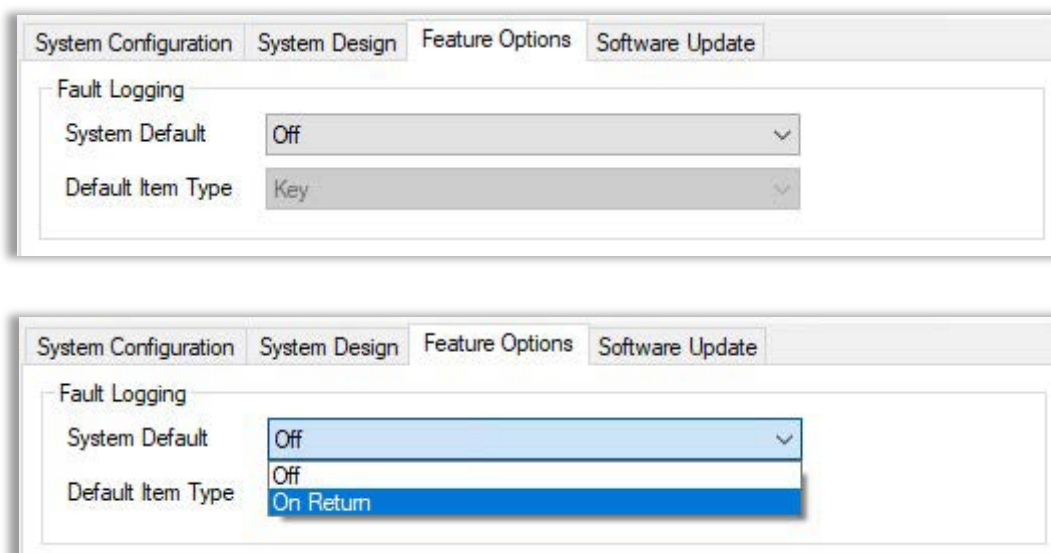 System Configuration System Design Feature Options Software Update
Fault Logging
System Default Off
Default Item Type Key
System Configuration System Design Feature Options Software Update
Fault Logging
System Default Off
Off
Default Item Type
On Return